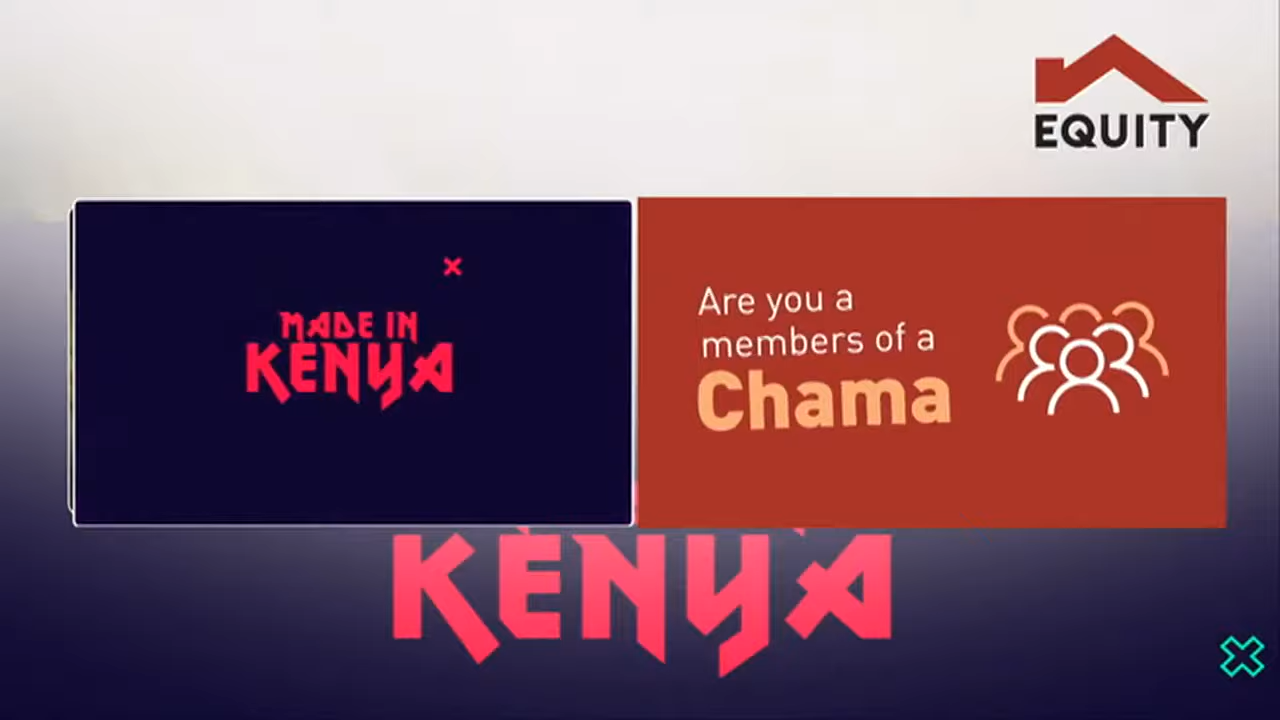 EQUITY
MADE IN
KENYA
Are you a
members of a
Chama
KENYA